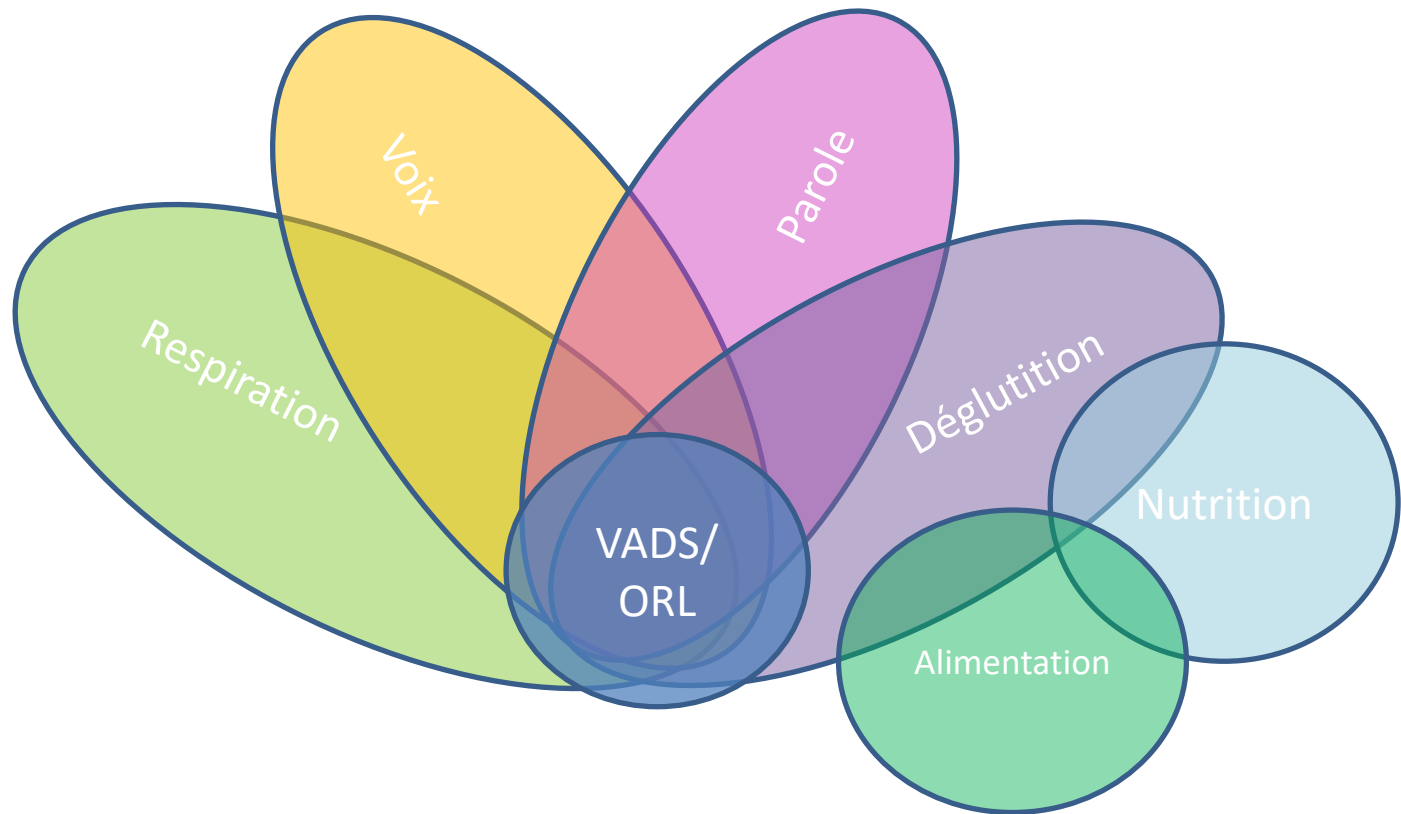 Voix
Parole
Respiration
Déglutition
Nutrition
VADS/
ORL
Alimentation